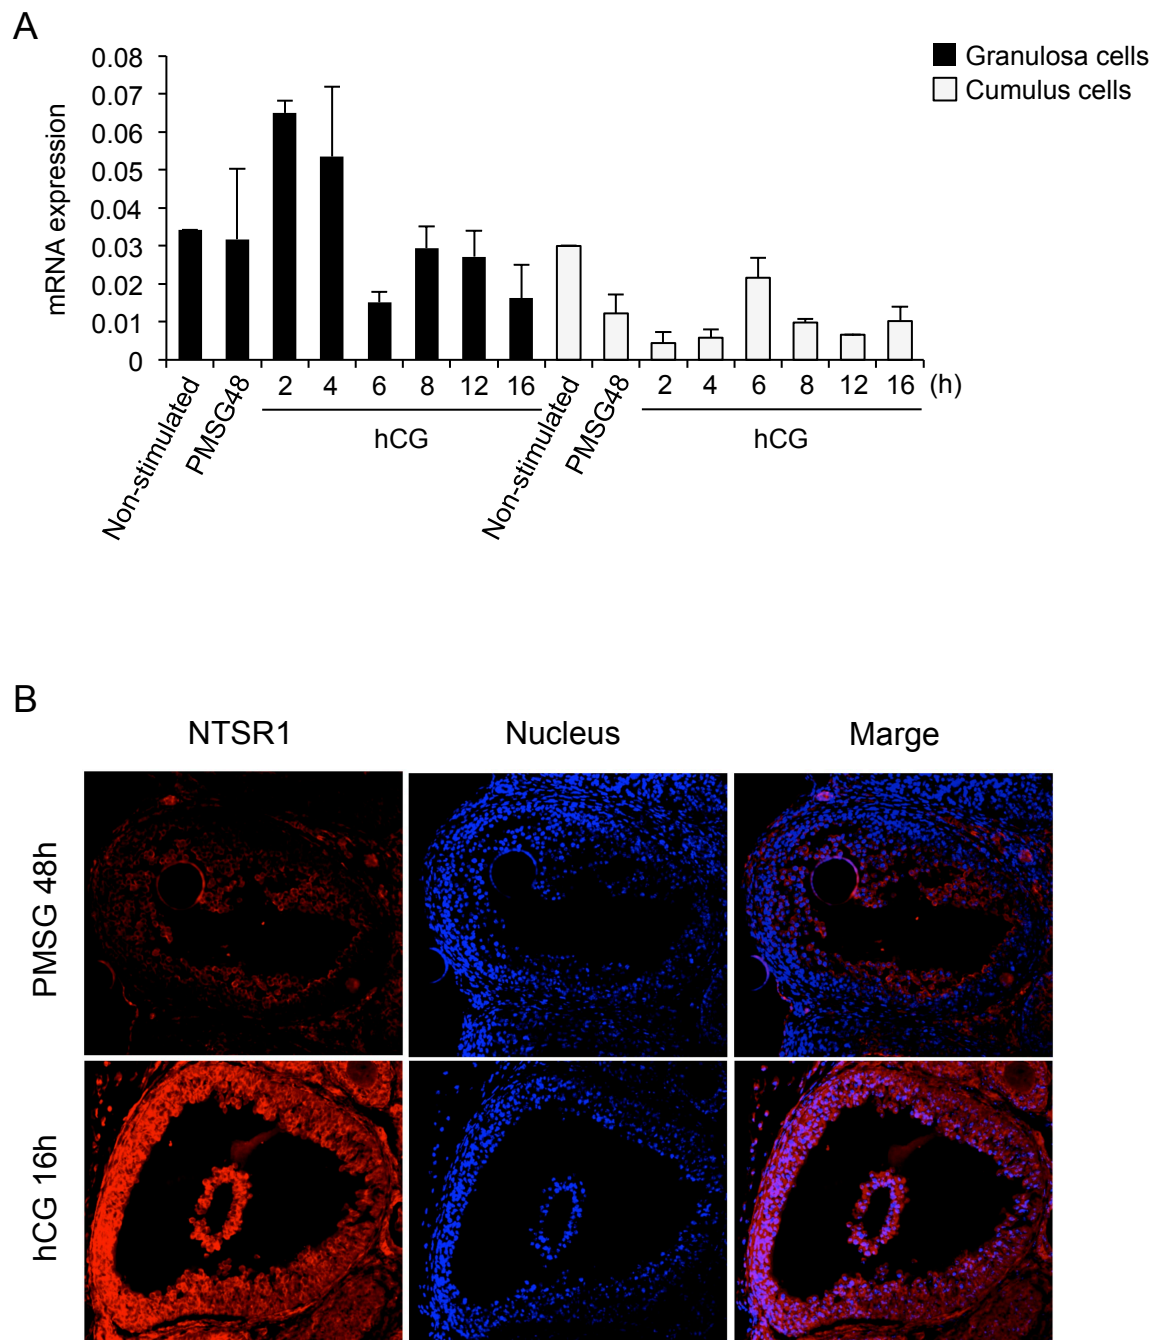 A
Granulosa cells
Cumulus cells
mRNA expression
0.08
0.07
0.06
0.05
0.04
0.03
0.02
0.01
0
Non-stimulated PMSG48 2 4 6 8 12 16 Non-stimulated PMSG48 2 4 6 8 12 16 (h)
hCG hCG
B
NTSR1 Nucleus Marge
PMSG 48h
hCG 16h